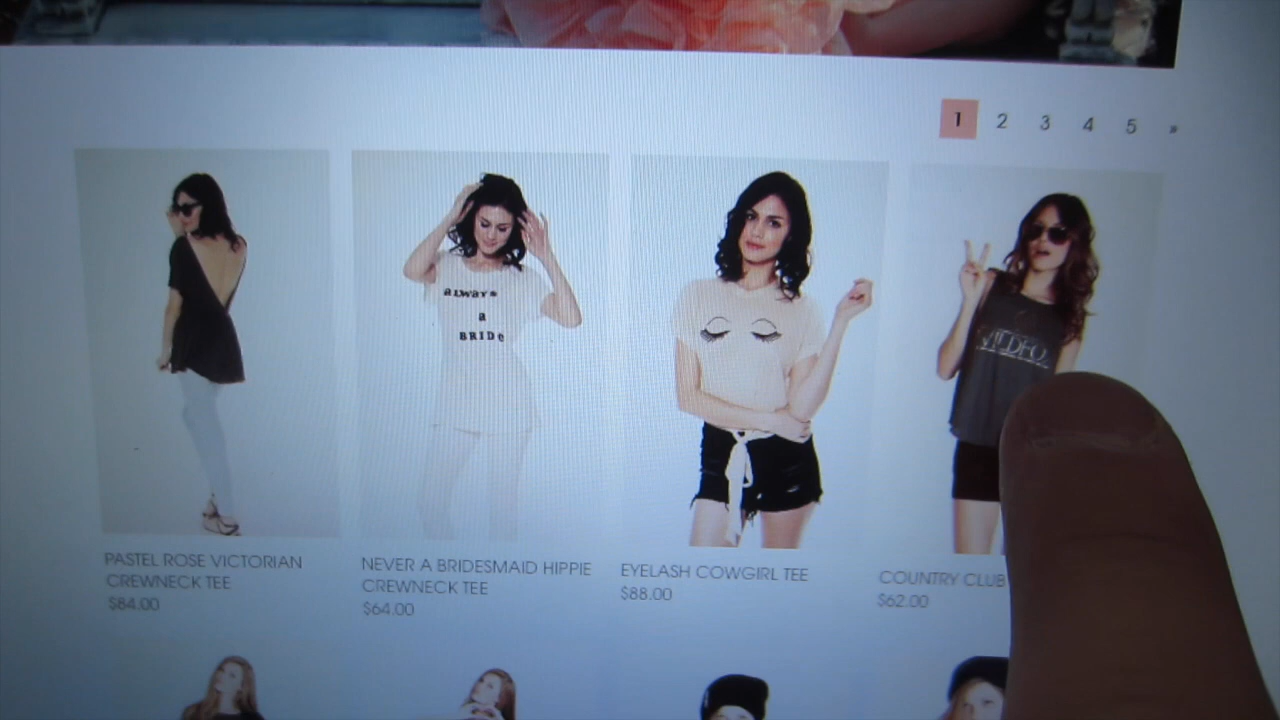 1 2 3 4 5 »
always
a
BRIDE
PASTEL ROSE VICTORIAN
CREWNECK TEE
$84.00
NEVER A BRIDESMAID HIPPIE
CREWNECK TEE
$64.00
EYELASH COWGIRL TEE
$88.00
COUNTRY CLUB
$62.00